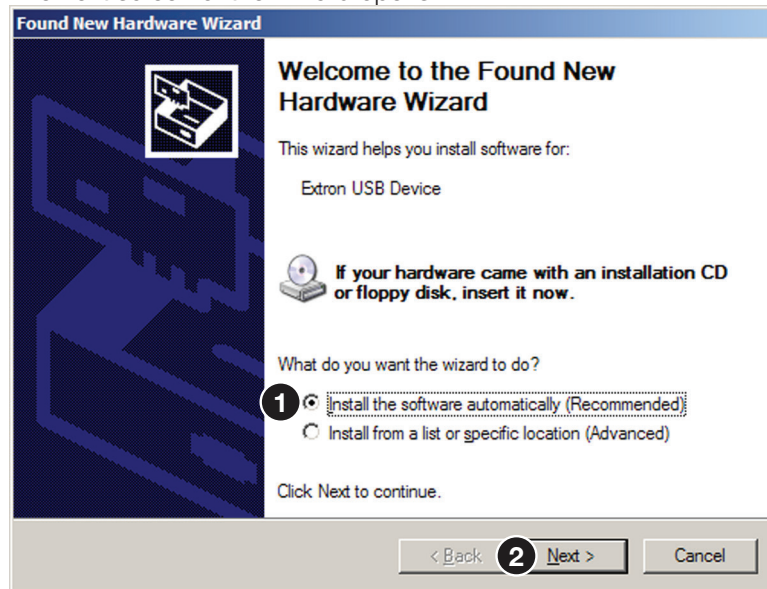 Found New Hardware Wizard
Welcome to the Found New
Hardware Wizard
This wizard helps you install software for:
Extron USB Device
If your hardware came with an installation CD
or floppy disk, insert it now.
What do you want the wizard to do?
1 Install the software automatically (Recommended)
Install from a list or specific location (Advanced)
Click Next to continue.
< Back 2 Next > Cancel